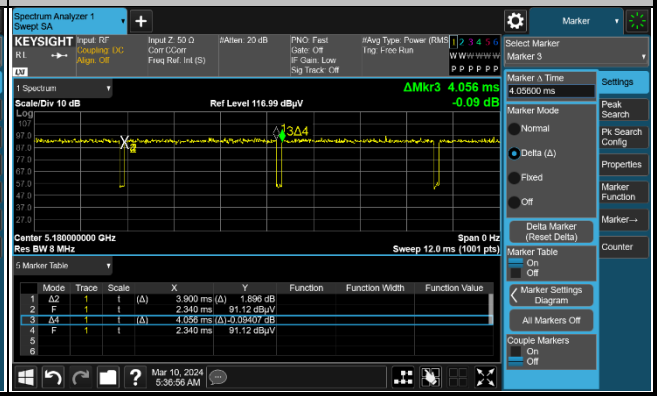 Spectrum Analyzer 1
Swept SA
Marker
KEYSIGHT Input: RF Input Z: 50 Ω #Atten: 20 dB PNO: Fast #Avg Type: Power (RMS 1 2 3 4 5 6
RL Coupling: DC Corr CCorr Gate: Off Trig: Free Run W W W W W W
Align: Off Freq Ref: Int (S) IF Gain: Low
Sig Track: Off P P P P P P
LXI
Select Marker
Marker 3
1 Spectrum
ΔMkr3 4.056 ms
Scale/Div 10 dB Ref Level 116.99 dBµV -0.09 dB
Log
107
97.0
87.0
77.0
67.0
57.0
47.0
37.0
27.0
3Δ4
Center 5.180000000 GHz Span 0 Hz
Res BW 8 MHz Sweep 12.0 ms (1001 pts)
5 Marker Table
Mode Trace Scale X Y Function Function Width Function Value
1 Δ2 1 t (Δ) 3.900 ms (Δ) 1.896 dB
2 F 1 t 2.340 ms 91.12 dBµV
3 Δ4 1 t (Δ) 4.056 ms (Δ) -0.09407 dB
4 F 1 t 2.340 ms 91.12 dBµV
5
6
Marker Δ Time
4.05600 ms
Marker Mode
Normal
Delta (Δ)
Fixed
Off
Delta Marker
(Reset Delta)
Marker Table
On
Off
Marker Settings
Diagram
All Markers Off
Couple Markers
On
Off
Settings
Peak
Search
Pk Search
Config
Properties
Marker
Function
Marker→
Counter
?
Mar 10, 2024
5:36:56 AM